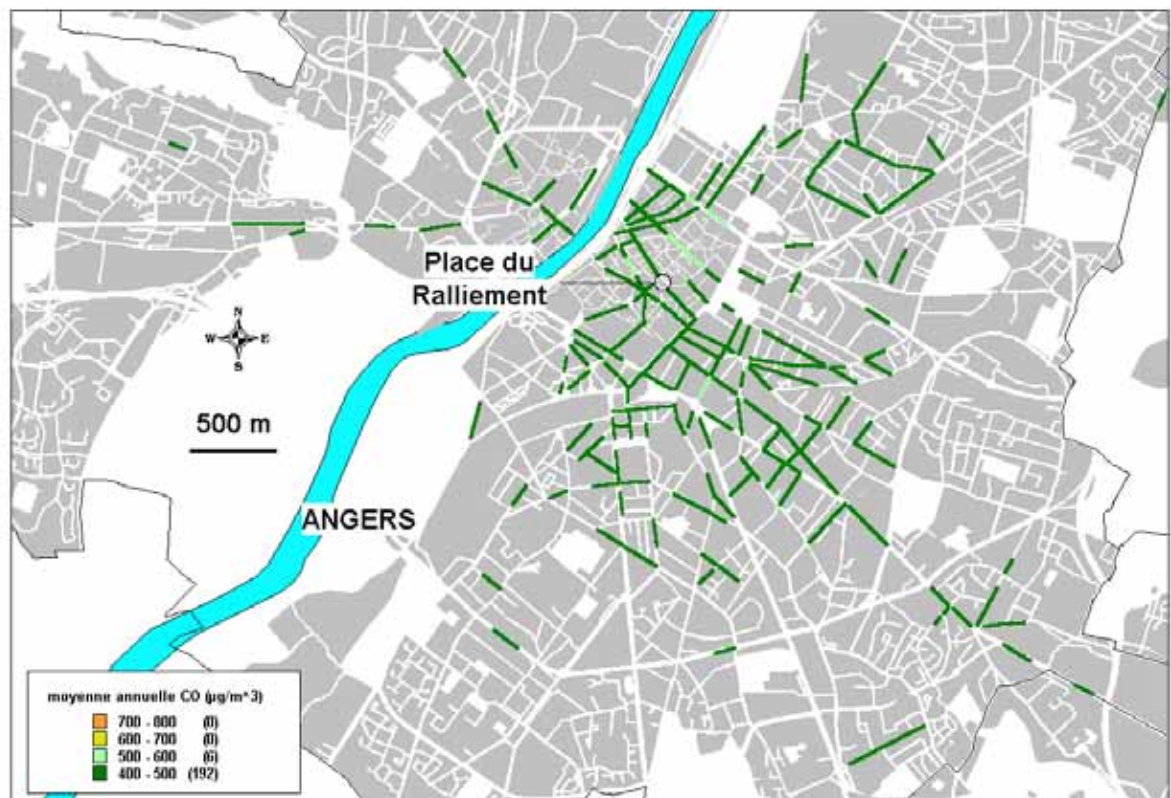 Place du
Ralliement
N
W E
S
500 m
ANGERS
moyenne annuelle CO (µg/m^3)
700 - 800 (0)
600 - 700 (0)
500 - 600 (6)
400 - 500 (192)